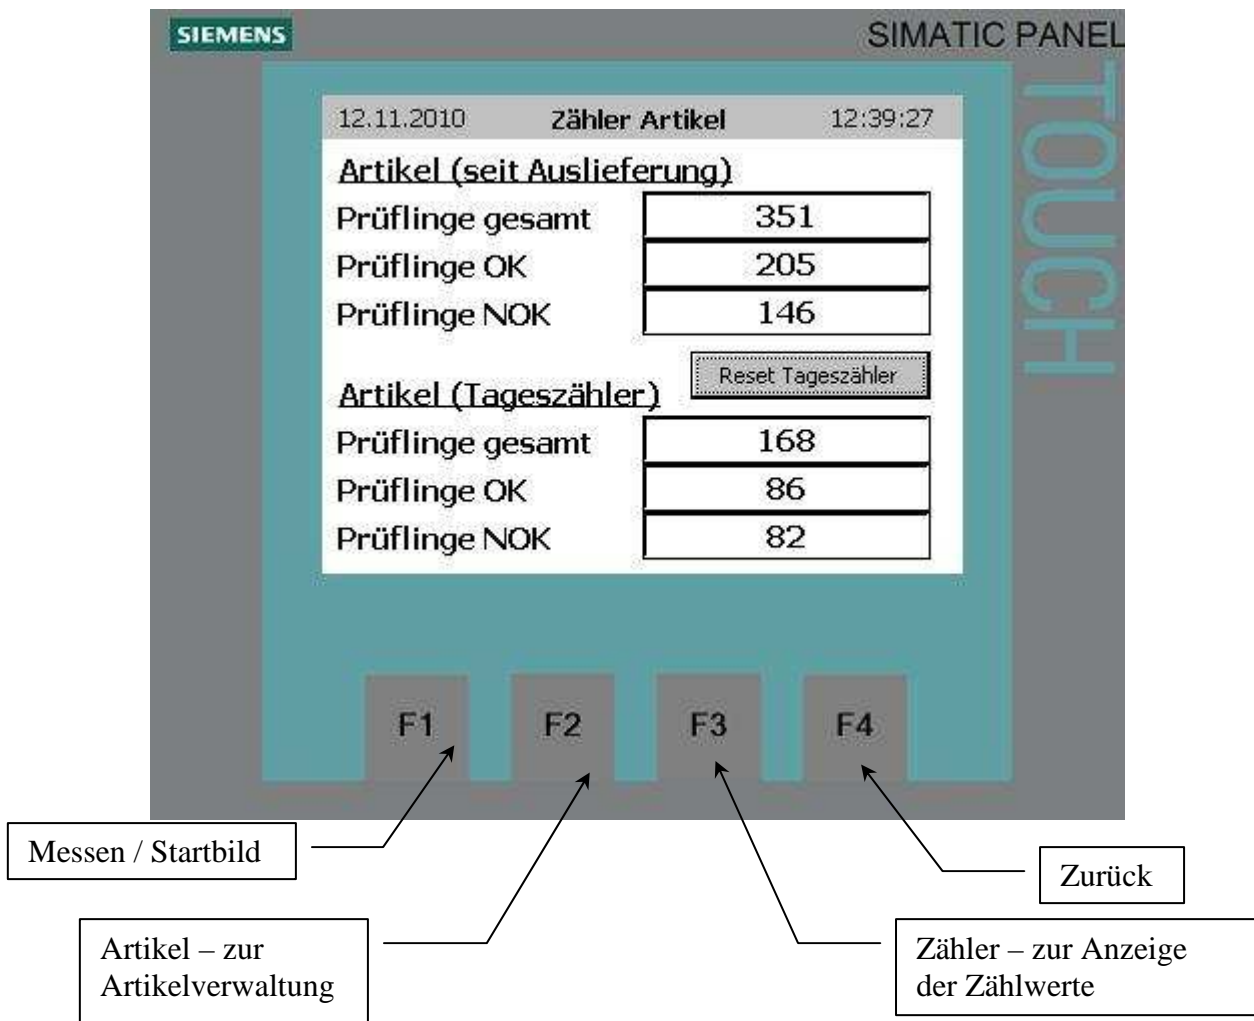 SIEMENS
SIMATIC PANEL
TOUCH
12.11.2010 Zähler Artikel 12:39:27
Artikel (seit Auslieferung)
Prüflinge gesamt 351
Prüflinge OK 205
Prüflinge NOK 146
Reset Tageszähler
Artikel (Tageszähler)
Prüflinge gesamt 168
Prüflinge OK 86
Prüflinge NOK 82
F1 F2 F3 F4
Messen / Startbild
Zurück
Artikel – zur
Artikelverwaltung
Zähler – zur Anzeige
der Zählwerte